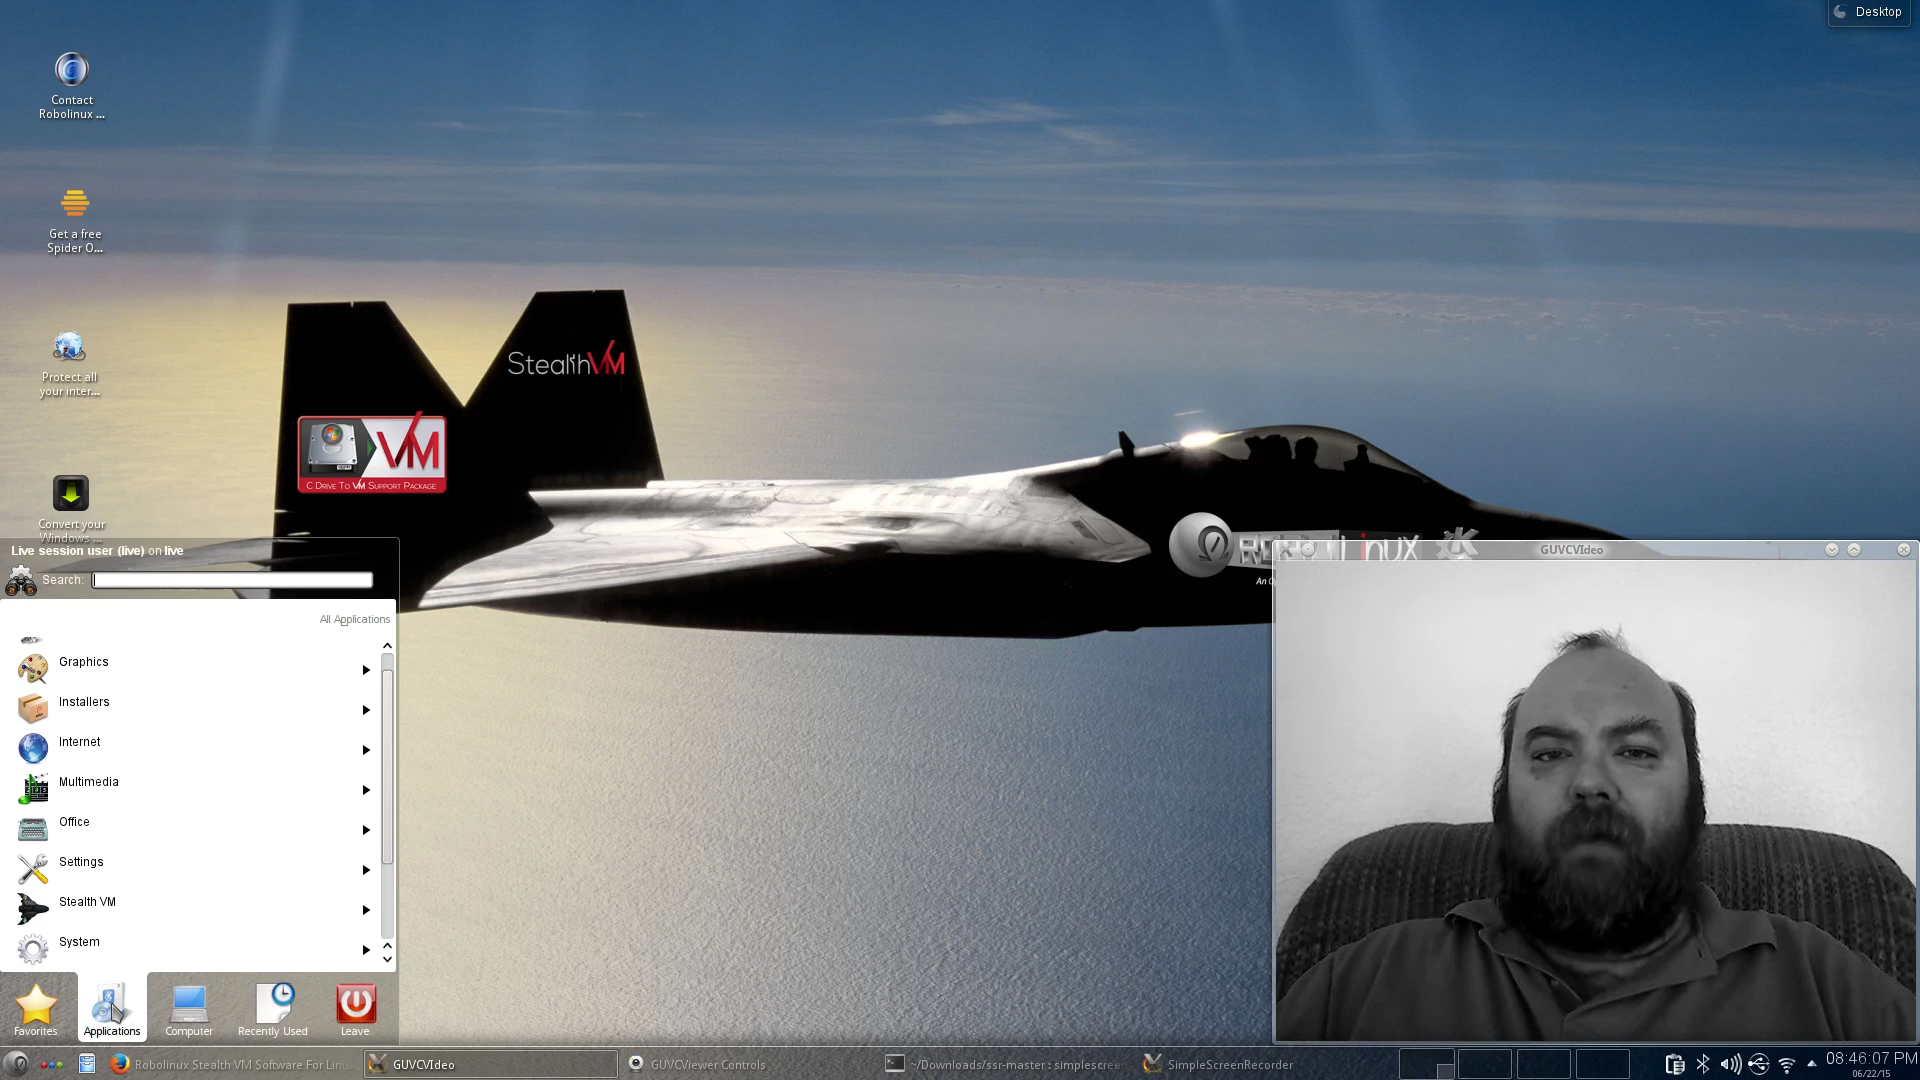 Desktop
Contact
Robolinux ...
Get a free
Spider O...
Protect all
your inter...
Convert your
Windows ...
StealthVM
VM
C Drive To VM Support Package
Linux
An O
GUVCVIdeo
Live session user (live) on live
Search:
All Applications
Graphics
Installers
Internet
Multimedia
Office
Settings
Stealth VM
System
Favorites
Applications
Computer
Recently Used
Leave
Robolinux Stealth VM Software For Linu
GUVCVIdeo
GUVCViewer Controls
~/Downloads/ssr-master : simplescree
SimpleScreenRecorder
08:46:07 PM
06/22/15